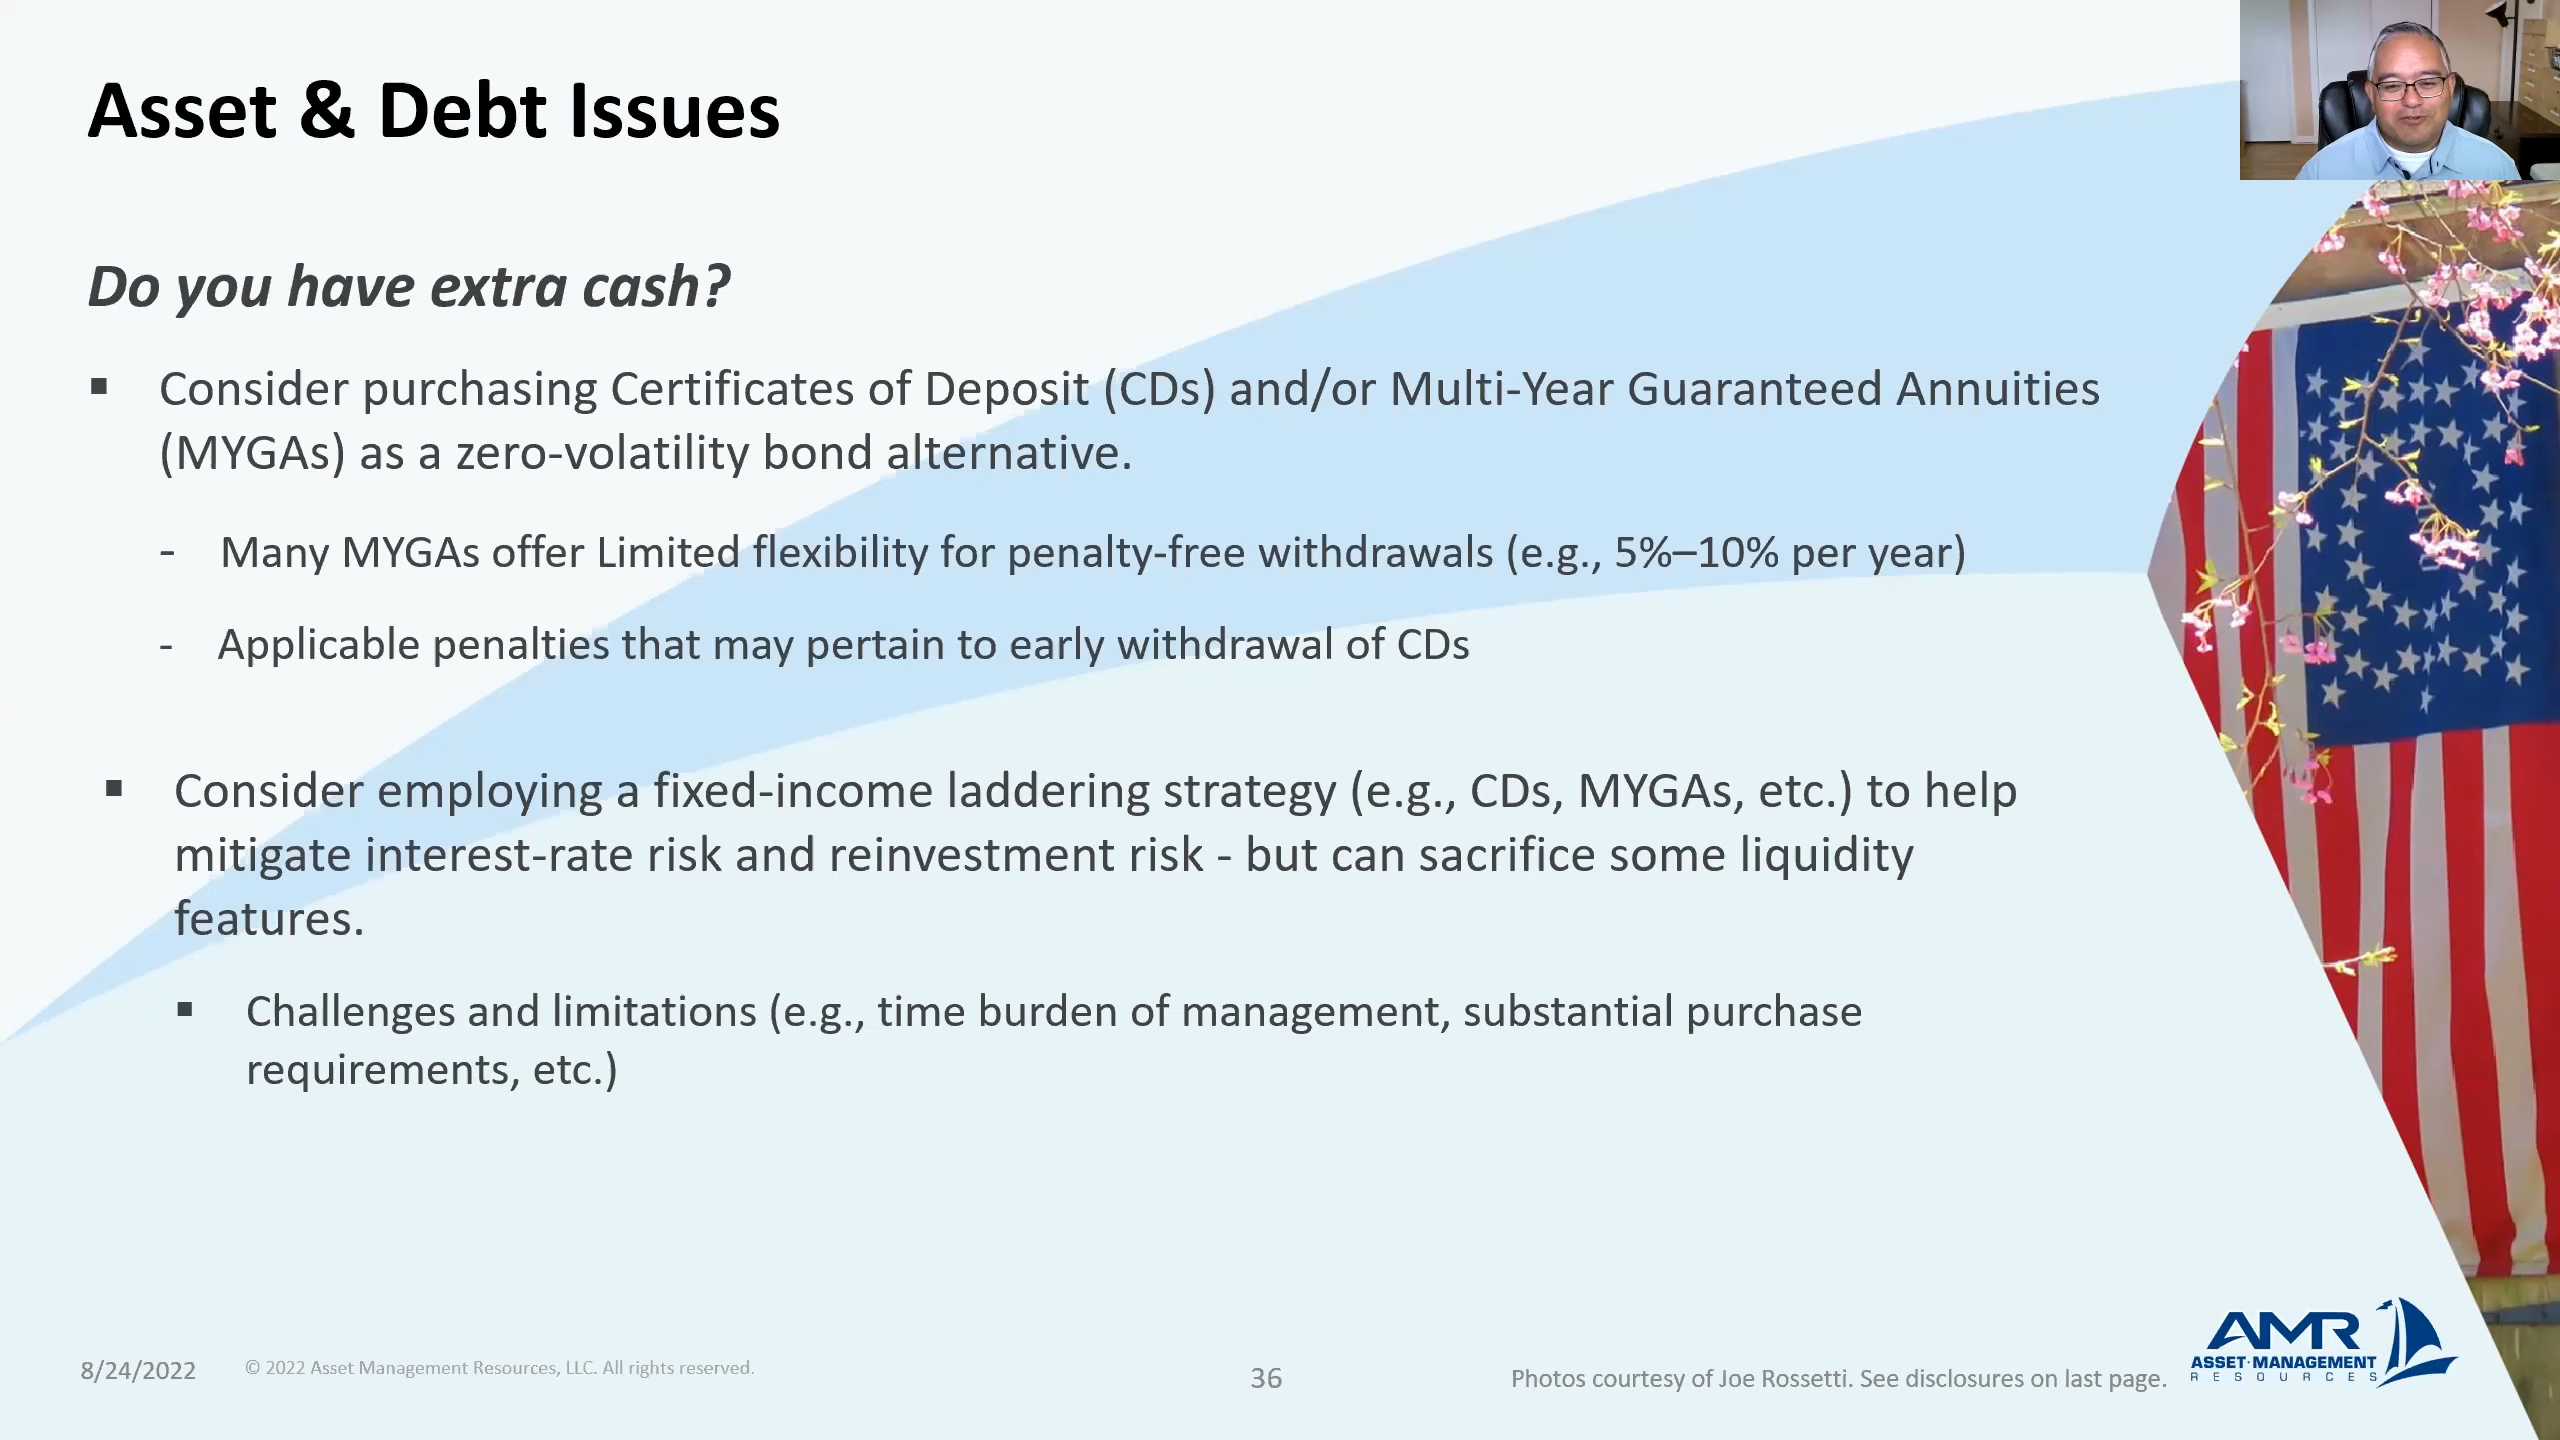 Asset & Debt Issues
Do you have extra cash?
▪ Consider purchasing Certificates of Deposit (CDs) and/or Multi-Year Guaranteed Annuities
(MYGAs) as a zero-volatility bond alternative.
- Many MYGAs offer Limited flexibility for penalty-free withdrawals (e.g., 5%–10% per year)
- Applicable penalties that may pertain to early withdrawal of CDs
▪ Consider employing a fixed-income laddering strategy (e.g., CDs, MYGAs, etc.) to help
mitigate interest-rate risk and reinvestment risk - but can sacrifice some liquidity
features.
▪ Challenges and limitations (e.g., time burden of management, substantial purchase
requirements, etc.)
8/24/2022
© 2022 Asset Management Resources, LLC. All rights reserved.
36
Photos courtesy of Joe Rossetti. See disclosures on last page.
AMR
ASSET·MANAGEMENT
RESOURCES